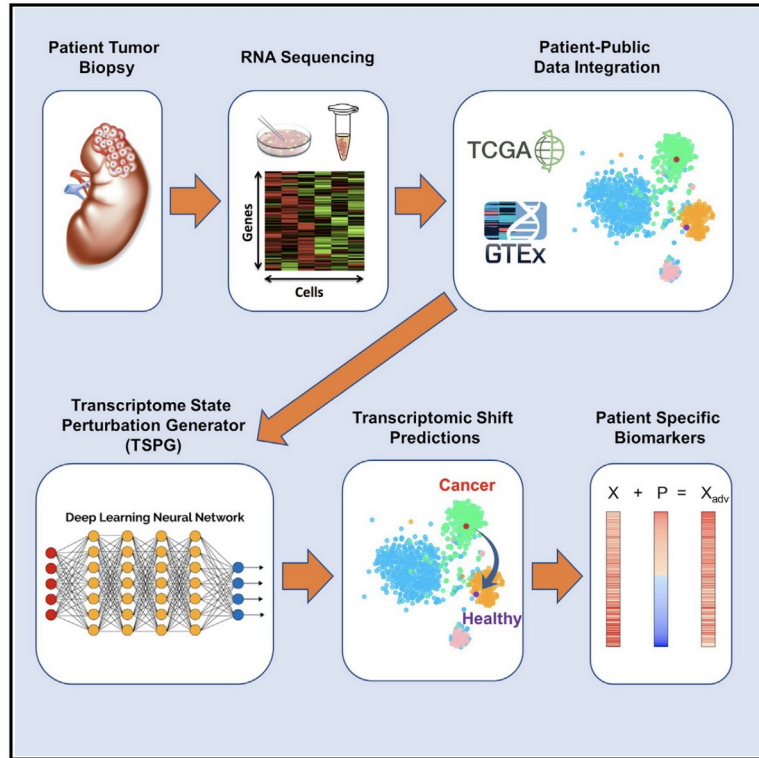 Patient Tumor
Biopsy
RNA Sequencing
Patient-Public
Data Integration
Genes
Cells
TCGA
GTEx
Transcriptome State
Perturbation Generator
(TSPG)
Deep Learning Neural Network
Transcriptomic Shift
Predictions
Cancer
Healthy
Patient Specific
Biomarkers
X + P = Xadv